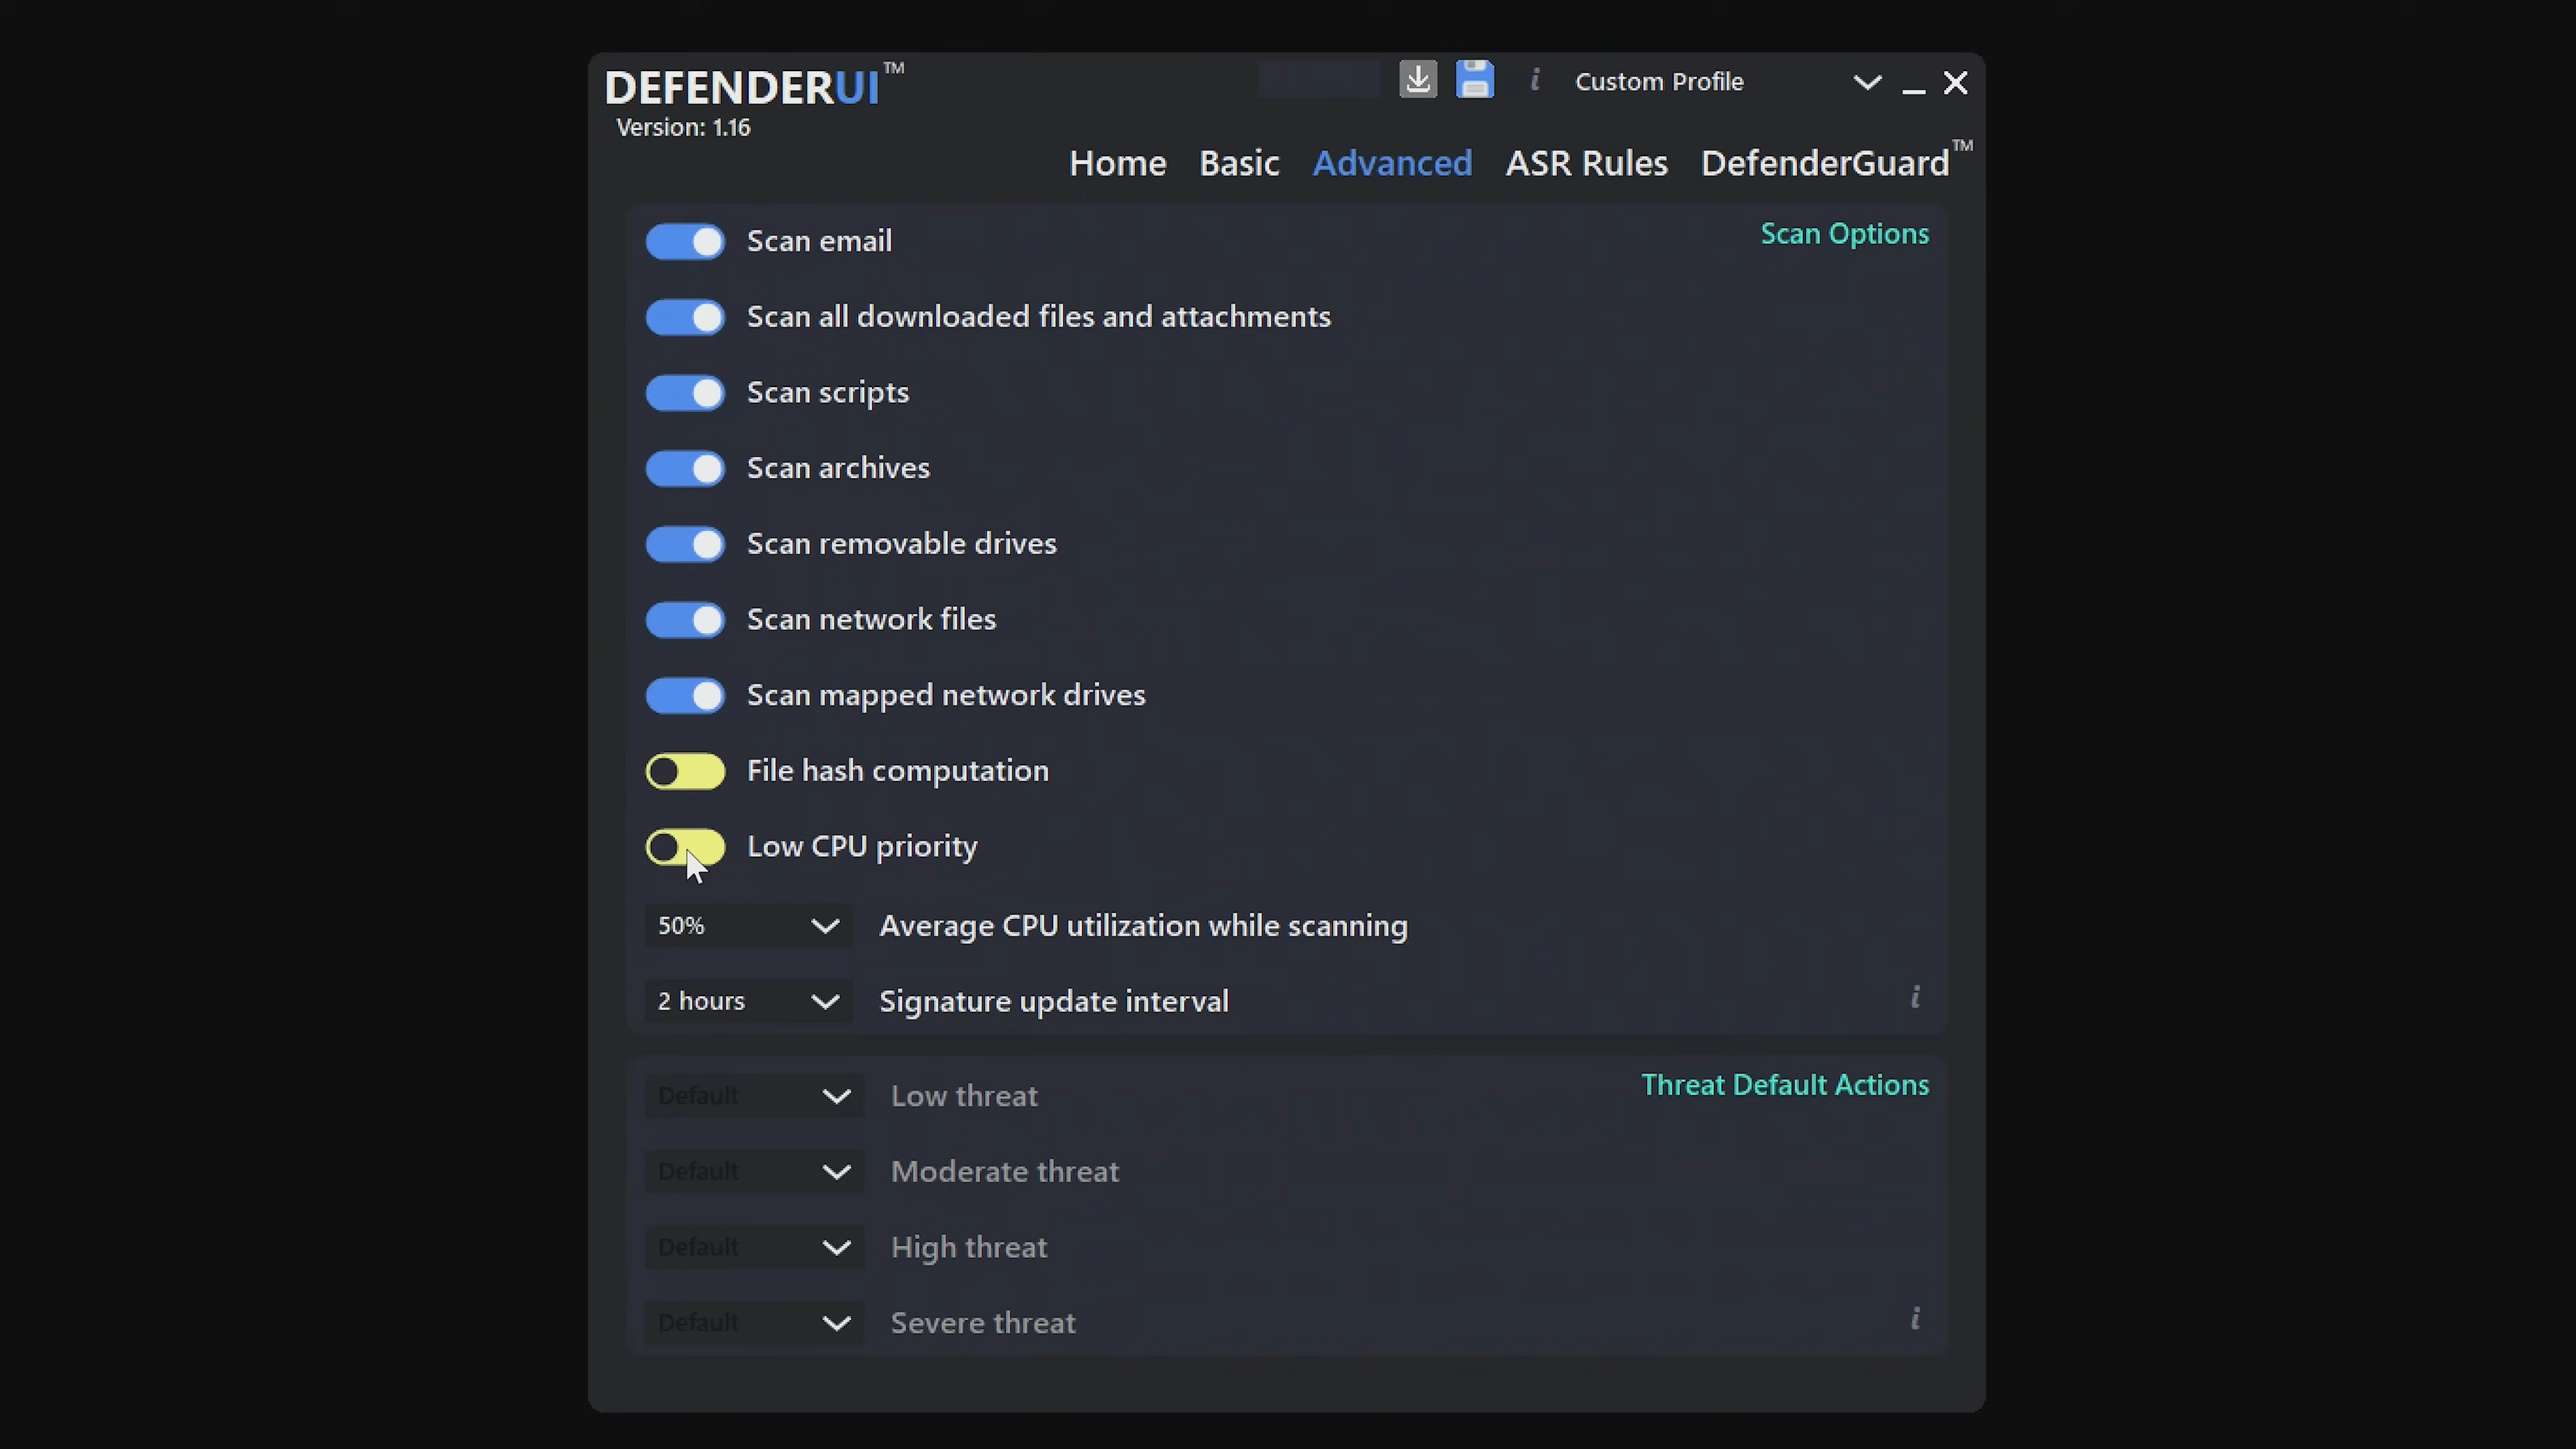 DEFENDERUI™
Version: 1.16
i
Custom Profile
Home Basic Advanced ASR Rules DefenderGuard™
Scan Options
Scan email
Scan all downloaded files and attachments
Scan scripts
Scan archives
Scan removable drives
Scan network files
Scan mapped network drives
File hash computation
Low CPU priority
50% Average CPU utilization while scanning
2 hours Signature update interval i
Threat Default Actions
Default Low threat
Default Moderate threat
Default High threat
Default Severe threat i